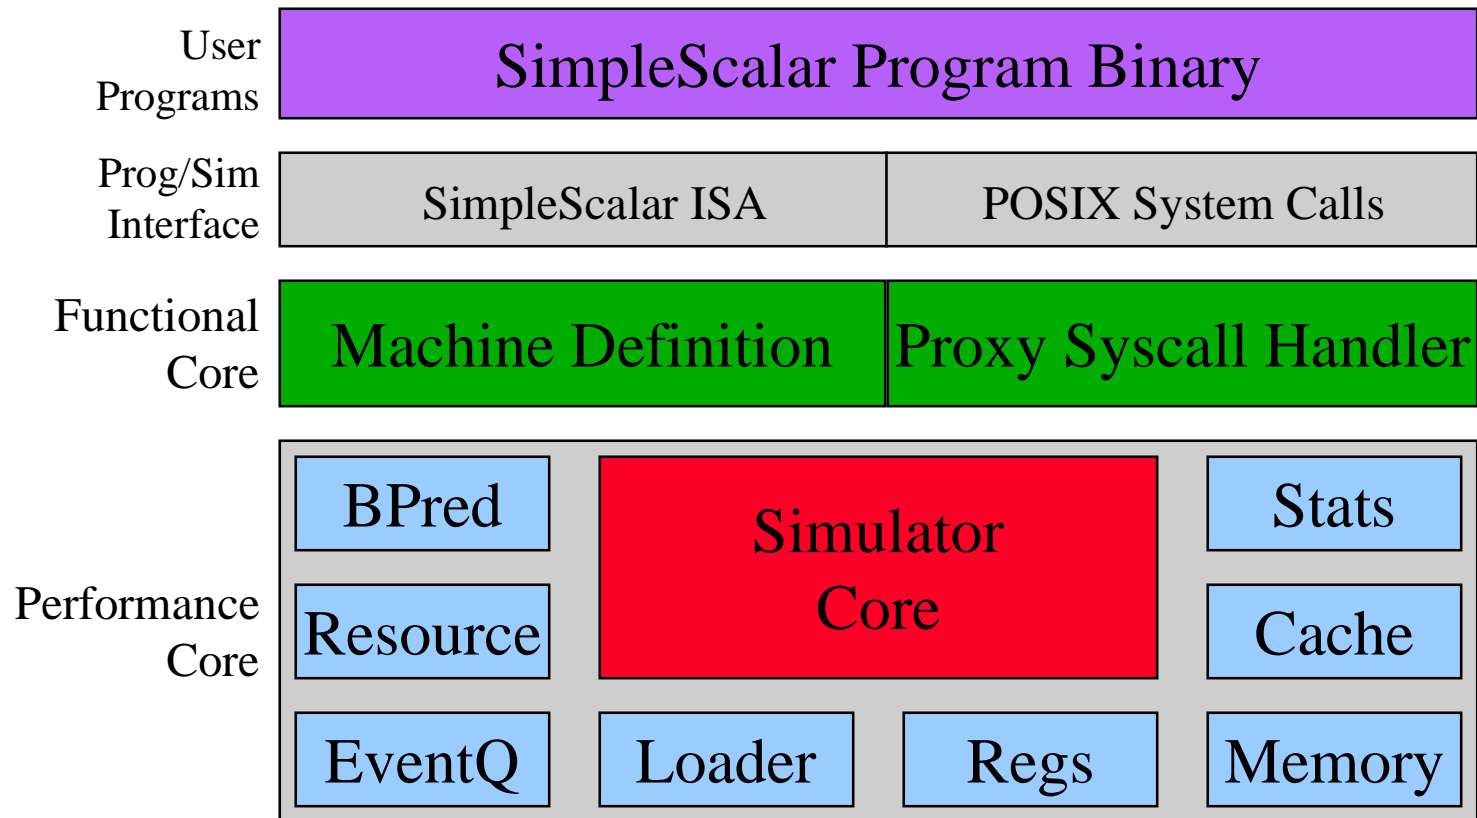 User
Programs
SimpleScalar Program Binary
Prog/Sim
Interface
SimpleScalar ISA
POSIX System Calls
Functional
Core
Machine Definition
Proxy Syscall Handler
Performance
Core
BPred
Simulator
Core
Stats
Resource
Cache
EventQ
Loader
Regs
Memory